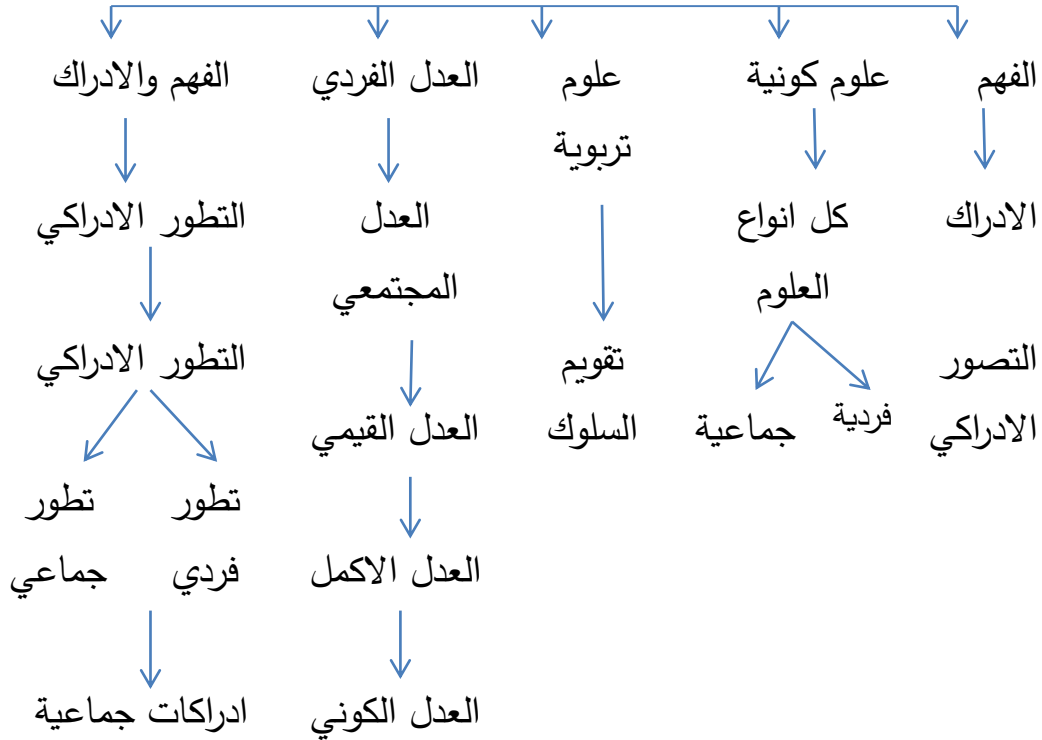 الفهم
علوم كونية
علوم
العدل الفردي
الفهم والادراك
تربوية
الادراك
كل انواع
العدل
التطور الادراكي
العلوم
المجتمعي
التصور
تقويم
التطور الادراكي
الادراكي
فردية
جماعية
السلوك
العدل القيمي
تطور
تطور
العدل الاكمل
فردي
جماعي
العدل الكوني
ادراكات جماعية